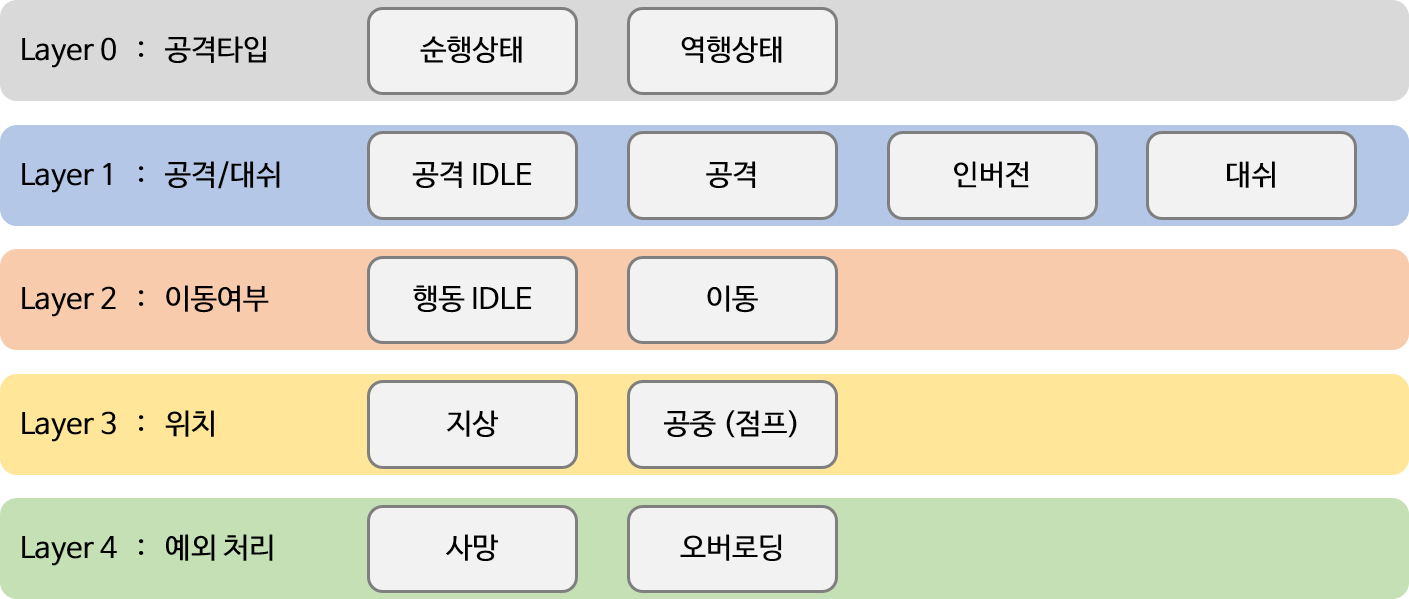 Layer 0 : 공격타입 순행상태 역행상태
Layer 1 : 공격/대쉬 공격 IDLE 공격 인버전 대쉬
Layer 2 : 이동여부 행동 IDLE 이동
Layer 3 : 위치 지상 공중 (점프)
Layer 4 : 예외 처리 사망 오버로딩